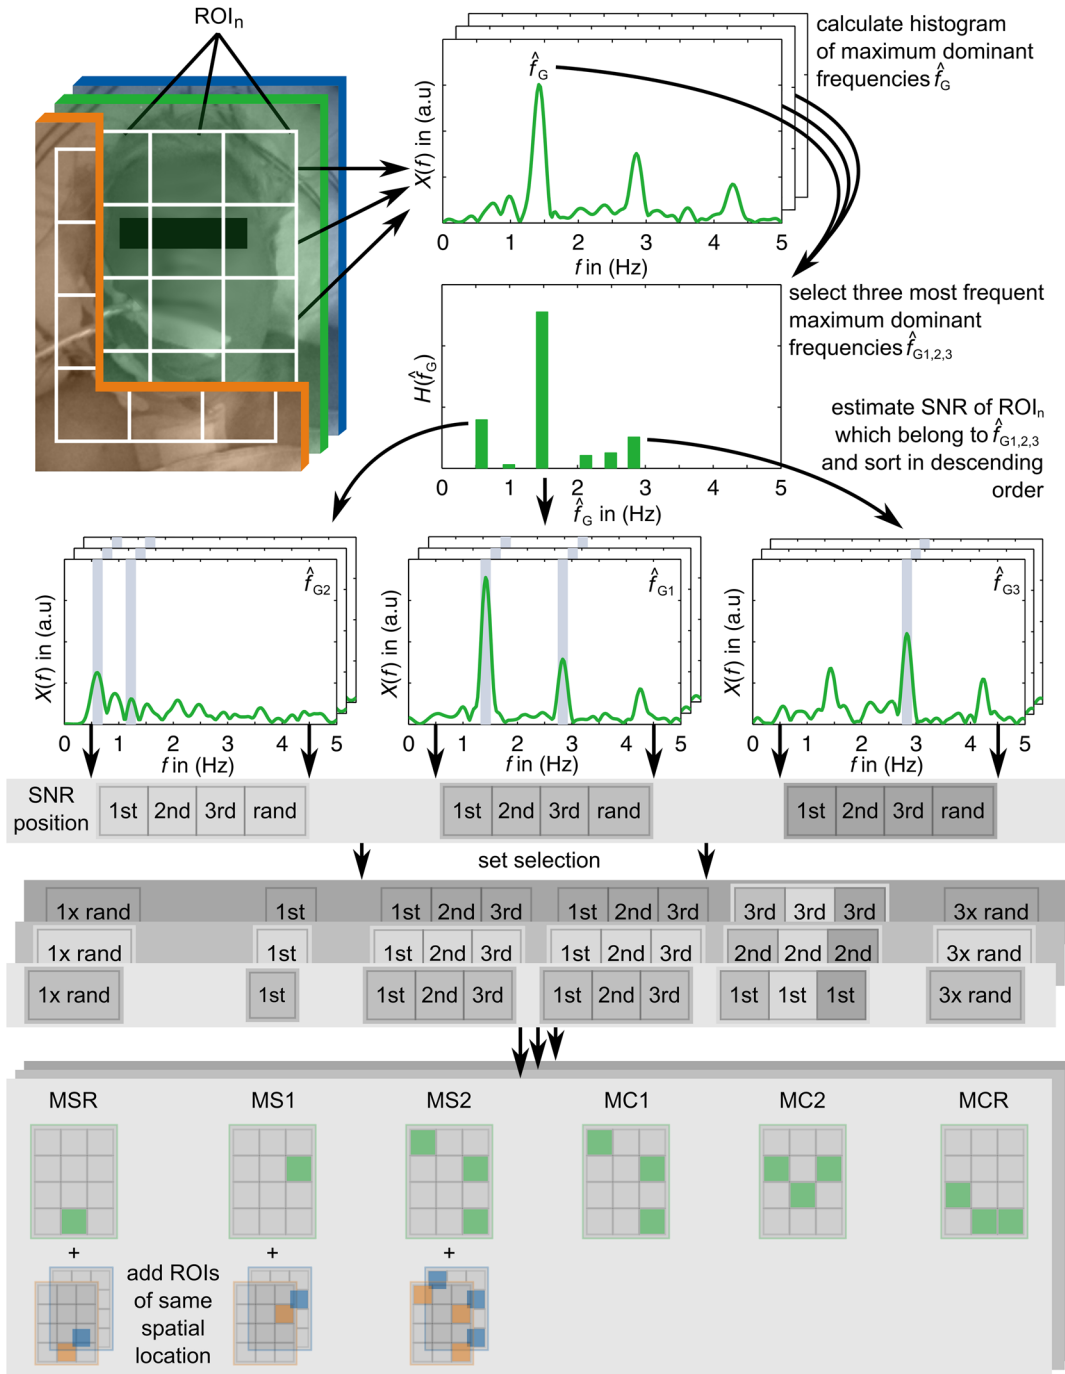 ROIn
calculate histogram
of maximum dominant
frequencies f̂G
f̂G
X(f) in (a.u)
0 1 2 3 4 5
f in (Hz)
select three most frequent
maximum dominant
frequencies f̂G1,2,3
H(f̂G)
0 1 2 3 4 5
f̂G in (Hz)
estimate SNR of ROIn
which belong to f̂G1,2,3
and sort in descending
order
f̂G2 f̂G1 f̂G3
X(f) in (a.u) X(f) in (a.u) X(f) in (a.u)
0 1 2 3 4 5 0 1 2 3 4 5 0 1 2 3 4 5
f in (Hz) f in (Hz) f in (Hz)
SNR
position
1st 2nd 3rd rand 1st 2nd 3rd rand 1st 2nd 3rd rand
set selection
1x rand 1st 1st 2nd 3rd 1st 2nd 3rd 3rd 3rd 3rd 3x rand
1x rand 1st 1st 2nd 3rd 1st 2nd 3rd 2nd 2nd 2nd 3x rand
1x rand 1st 1st 2nd 3rd 1st 2nd 3rd 1st 1st 1st 3x rand
MSR MS1 MS2 MC1 MC2 MCR
+ + +
add ROIs
of same
spatial
location